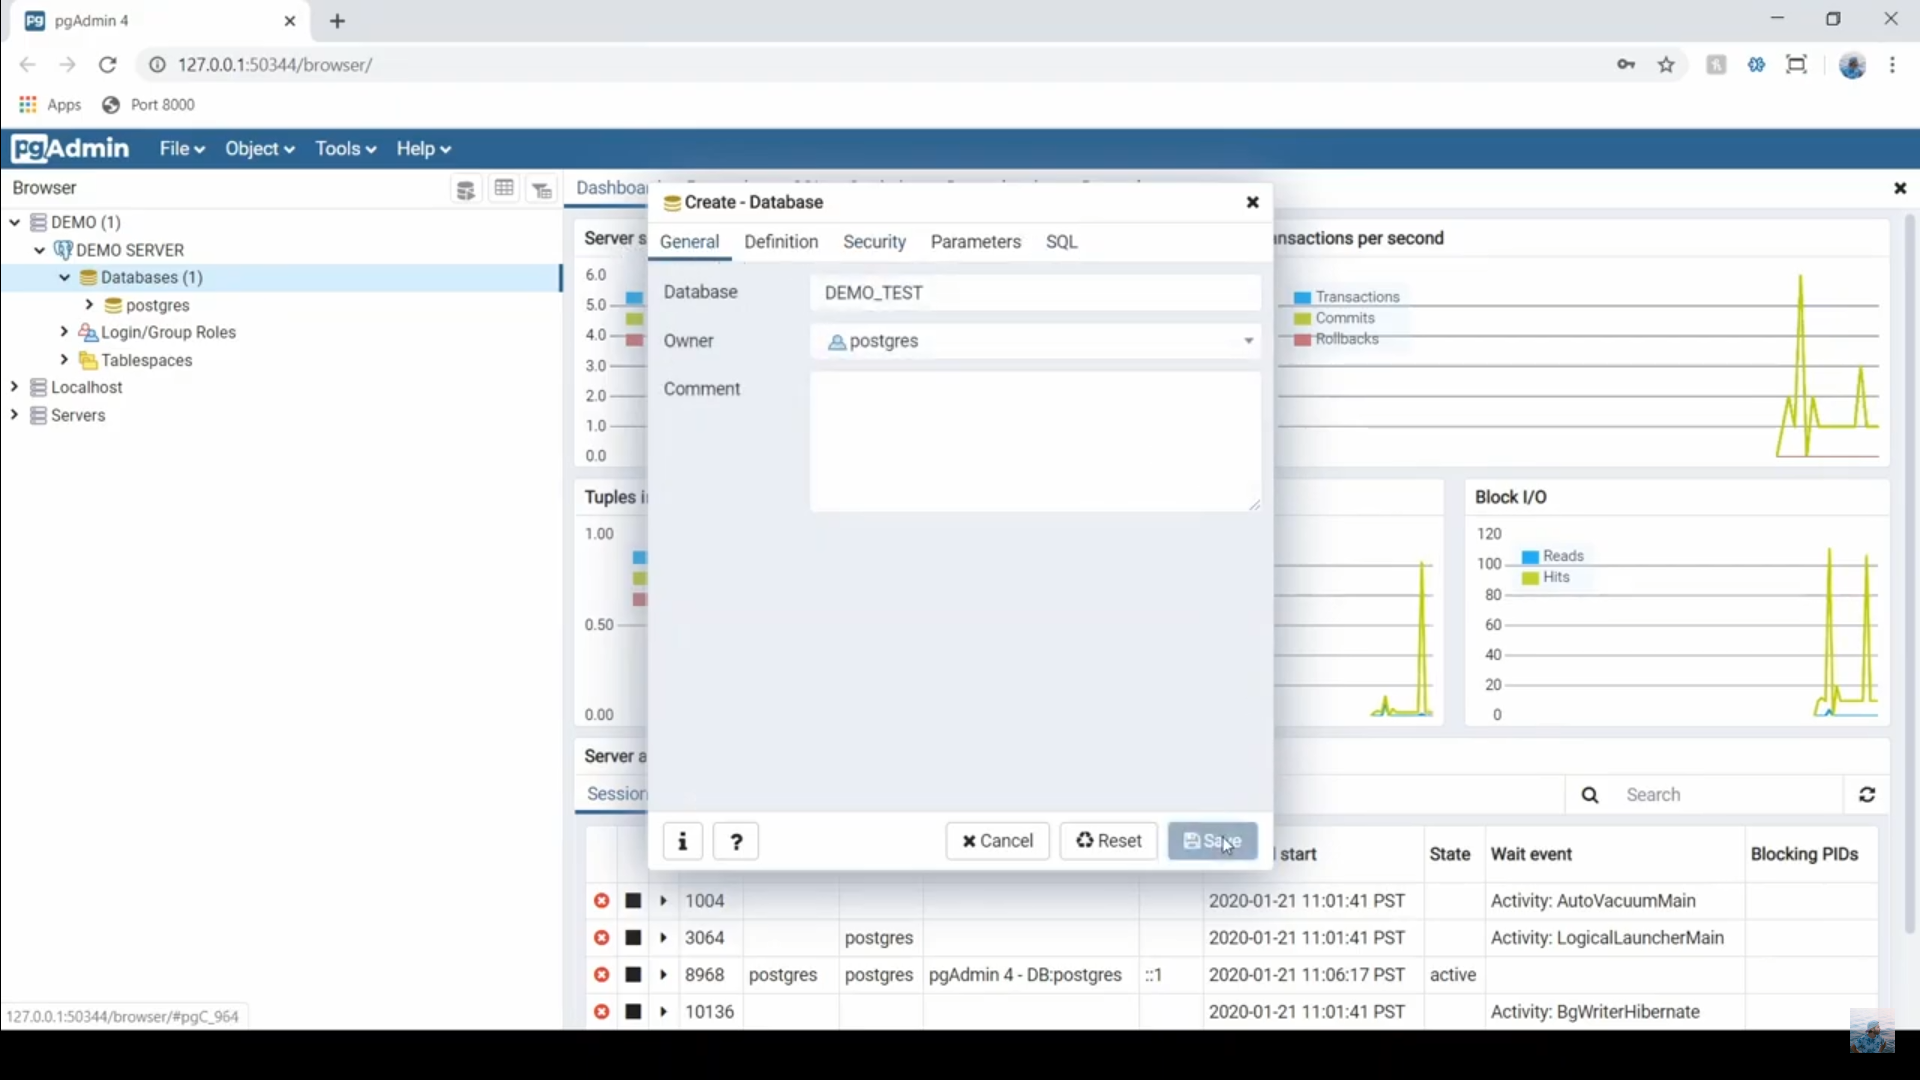 pgAdmin 4
127.0.0.1:50344/browser/
Apps
Port 8000
pgAdmin
File
Object
Tools
Help
Browser
DEMO (1)
DEMO SERVER
Databases (1)
postgres
Login/Group Roles
Tablespaces
Localhost
Servers
127.0.0.1:50344/browser/#pgC_964
Create - Database
General
Definition
Security
Parameters
SQL
Database
DEMO_TEST
Owner
postgres
Comment
Cancel
Reset
Save
per second
6.0
5.0
4.0
3.0
2.0
1.0
0.0
Transactions
Commits
Rollbacks
Tuples
1.00
0.50
0.00
Block I/O
120
100
80
60
40
20
0
Reads
Hits
Server
Search
start
State
Wait event
Blocking PIDs
1004 2020-01-21 11:01:41 PST Activity: AutoVacuumMain
3064 postgres 2020-01-21 11:01:41 PST Activity: LogicalLauncherMain
8968 postgres postgres pgAdmin 4 - DB:postgres ::1 2020-01-21 11:06:17 PST active
10136 2020-01-21 11:01:41 PST Activity: BgWriterHibernate